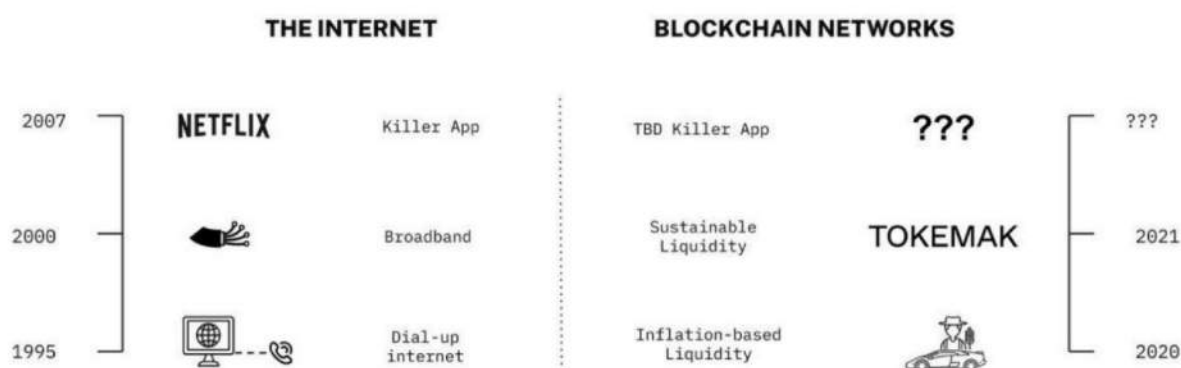 THE INTERNET
BLOCKCHAIN NETWORKS
2007
NETFLIX
Killer App
TBD Killer App
???
???
2000
Broadband
Sustainable
Liquidity
TOKEMAK
2021
1995
Dial-up
internet
Inflation-based
Liquidity
2020